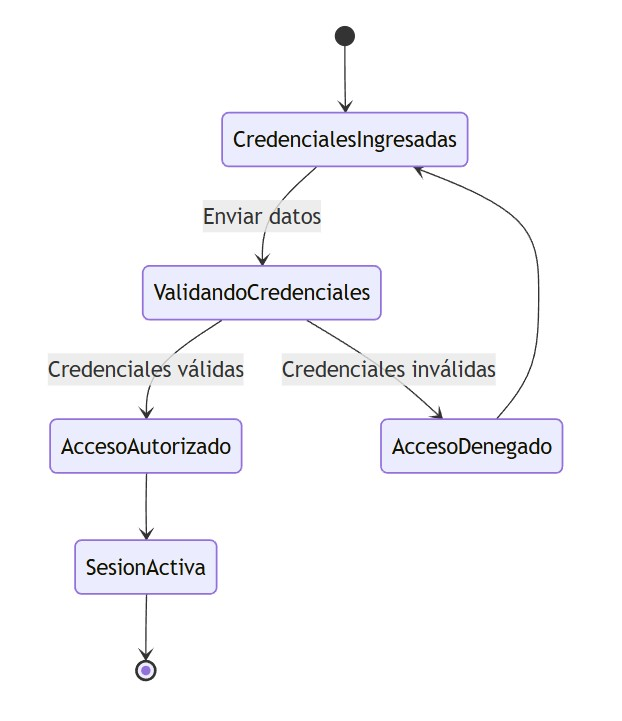 CredencialesIngresadas
Enviar datos
ValidandoCredenciales
Credenciales válidas
Credenciales inválidas
AccesoAutorizado
AccesoDenegado
SesionActiva